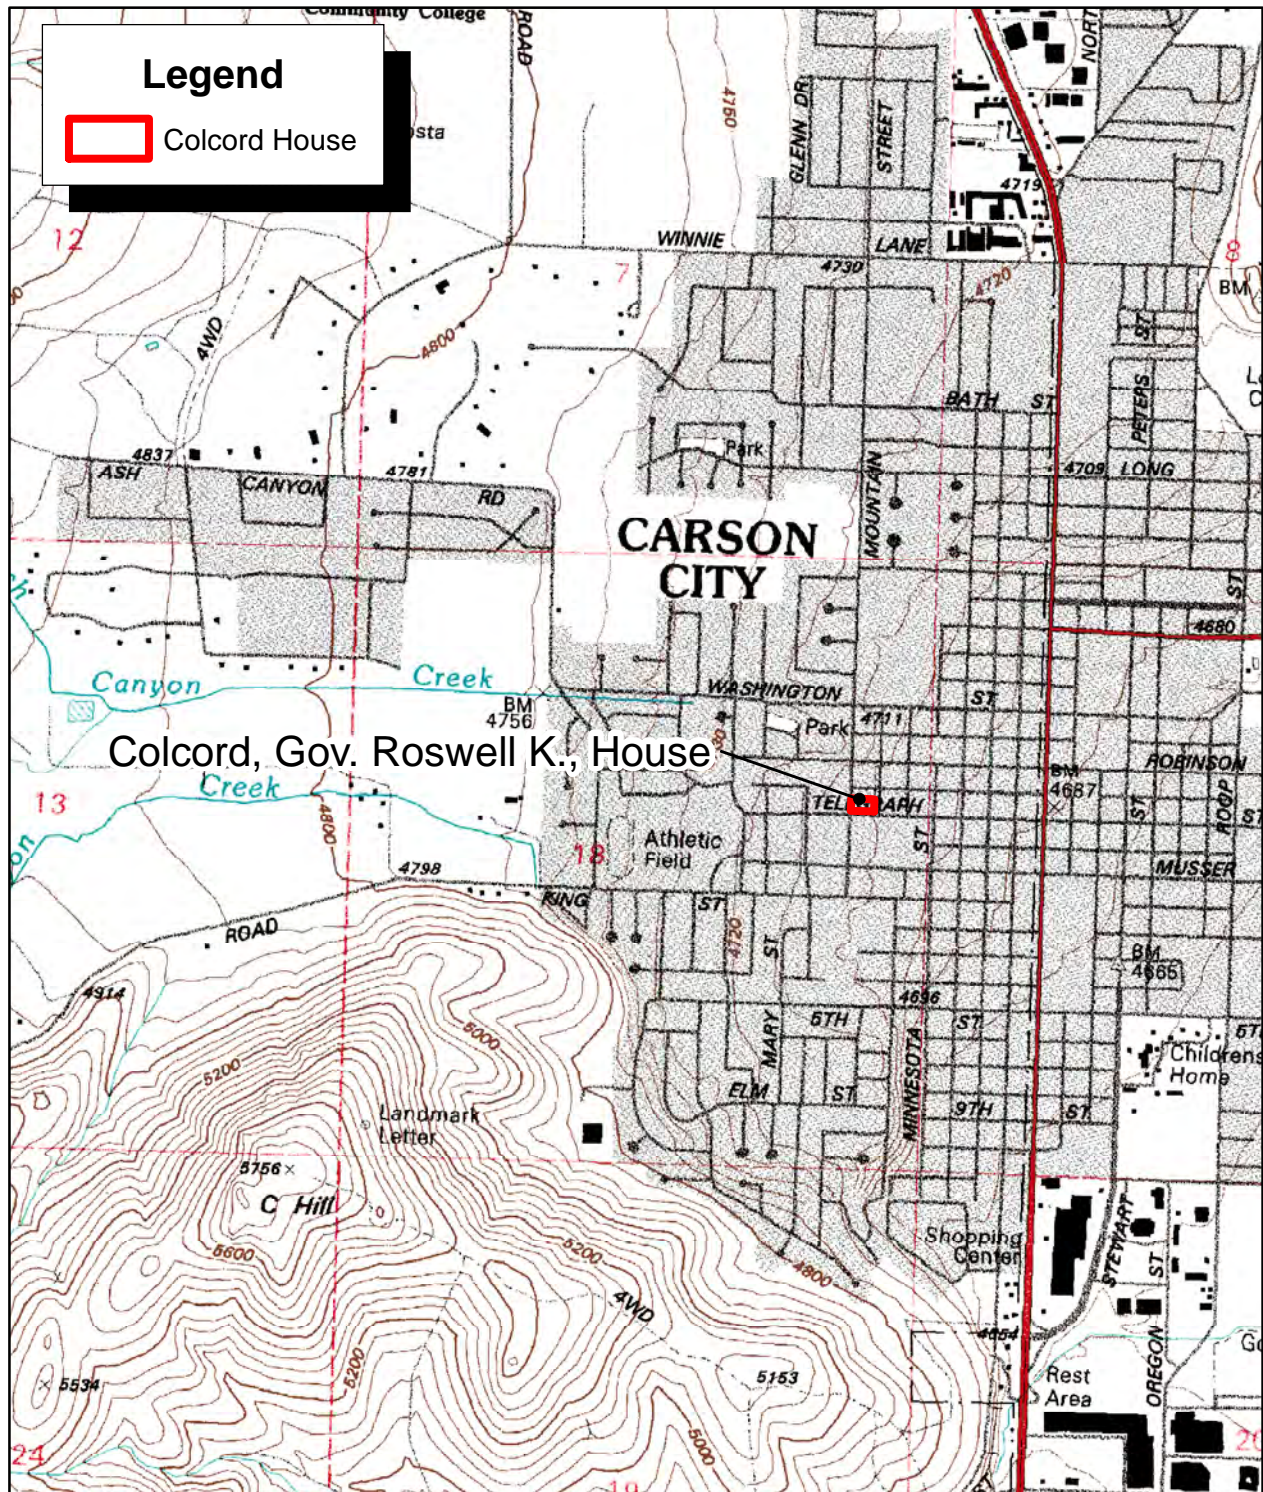 Community College
Legend
Colcord House
ROAD
NORT
GLENN DR
STREET
4760
4719
12
WINNIE
LANE
4730
7
8
4720
BM
4WD
4800
ST
PETERS
BATH ST
4837
ASH
CANYON
4781
RD
Park
MOUNTAIN
4709
LONG
CARSON
CITY
ST
4680
Canyon
Creek
BM
4756
WASHINGTON
ST
4711
Park
Colcord, Gov. Roswell K., House
ROBINSON
BM
4687
13
Creek
4800
ST
ST
ROOP
ST
18
Athletic
Field
MUSSER
4798
KING
ST
ROAD
4720
ST
BM
4665
4914
4696
5TH
ST
MARY
MINNESOTA
5000
5200
Childrens
Home
ELM
ST
9TH
ST
Landmark
Letter
5756
C Hill
5600
5200
4800
Shopping
Center
STEWART
ST
4WD
5200
OREGON
5534
5153
Rest
Area
5000
24
19
20